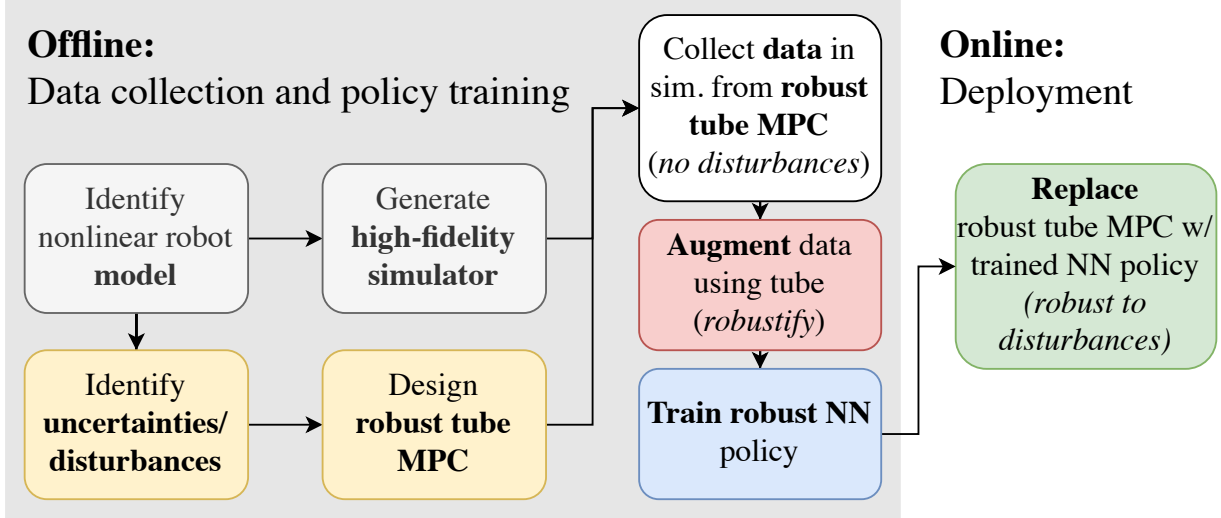 Offline:
Data collection and policy training
Identify
nonlinear robot
model
Generate
high-fidelity
simulator
Identify
uncertainties/
disturbances
Design
robust tube
MPC
Collect data in
sim. from robust
tube MPC
(no disturbances)
Augment data
using tube
(robustify)
Train robust NN
policy
Online:
Deployment
Replace
robust tube MPC w/
trained NN policy
(robust to
disturbances)